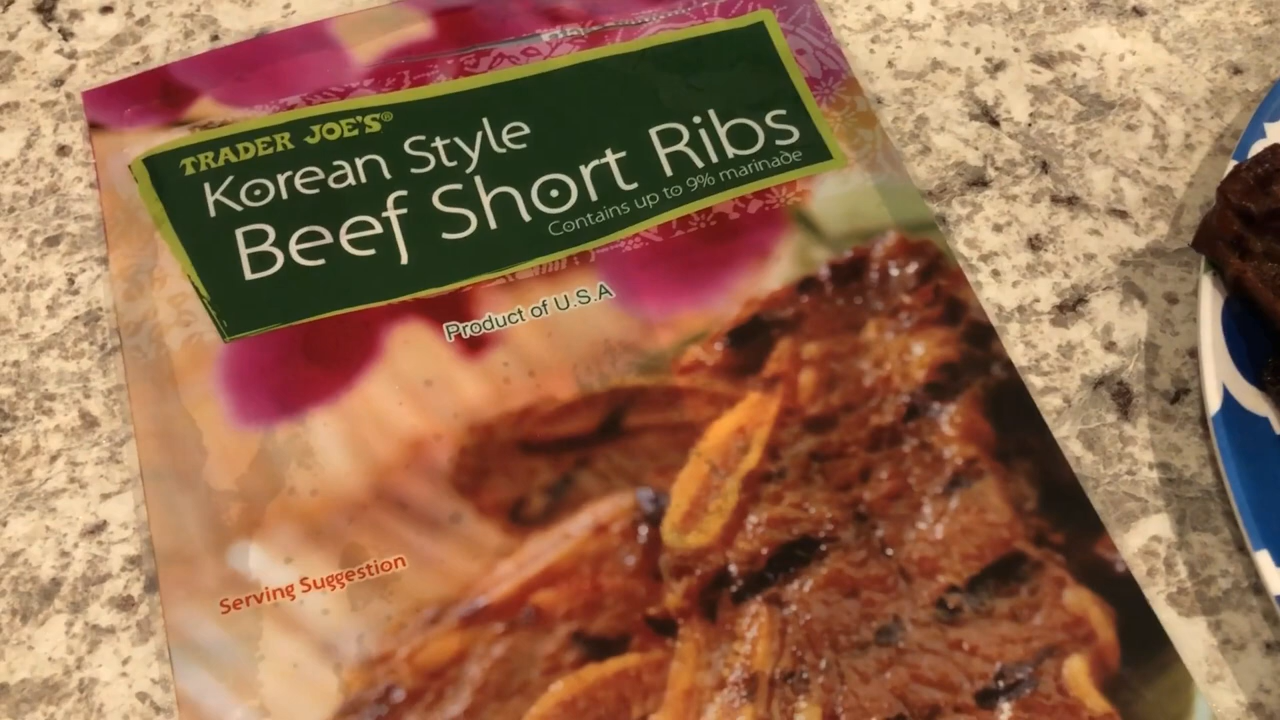 TRADER JOE'S®
Korean Style
Beef Short Ribs
Contains up to 9% marinade
Product of U.S.A
Serving Suggestion